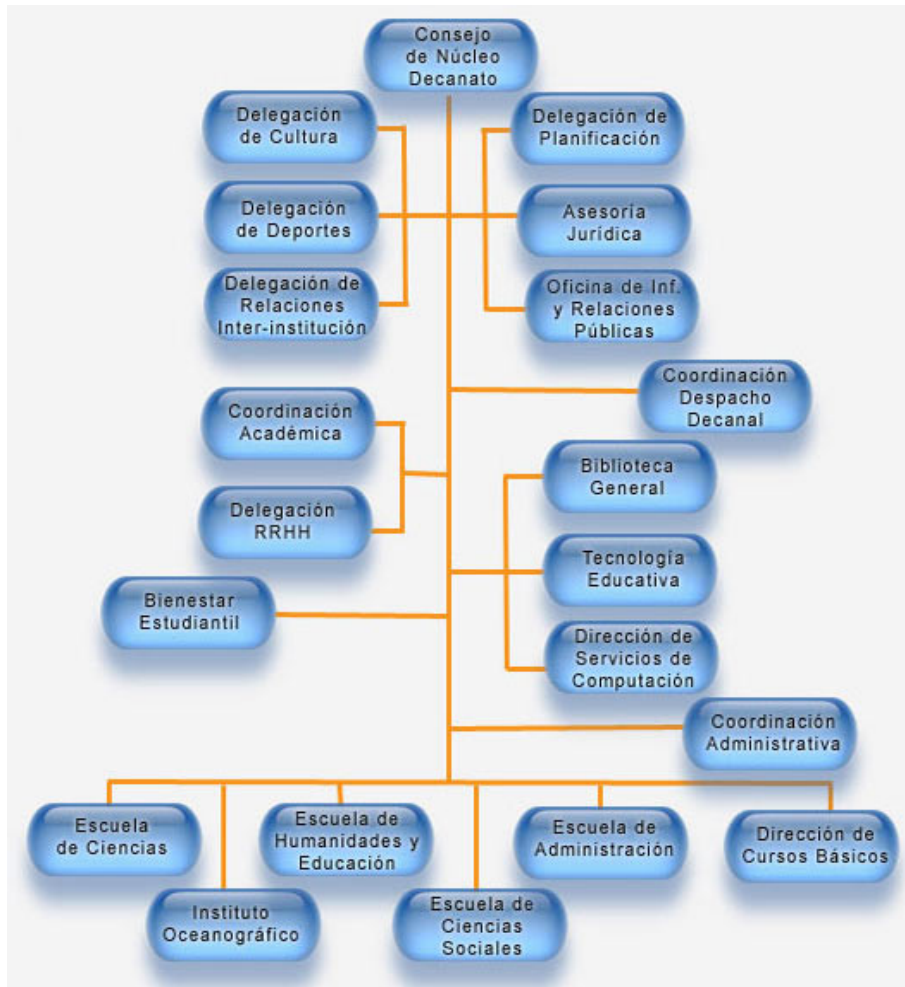 Consejo
de Núcleo
Decanato
Delegación
de Cultura
Delegación de
Planificación
Delegación
de Deportes
Asesoría
Jurídica
Delegación de
Relaciones
Inter-institución
Oficina de Inf.
y Relaciones
Públicas
Coordinación
Despacho
Decanal
Coordinación
Académica
Biblioteca
General
Delegación
RRHH
Tecnología
Educativa
Bienestar
Estudiantil
Dirección de
Servicios de
Computación
Coordinación
Administrativa
Escuela
de Ciencias
Escuela de
Humanidades y
Educación
Escuela de
Administración
Dirección de
Cursos Básicos
Instituto
Oceanográfico
Escuela de
Ciencias
Sociales